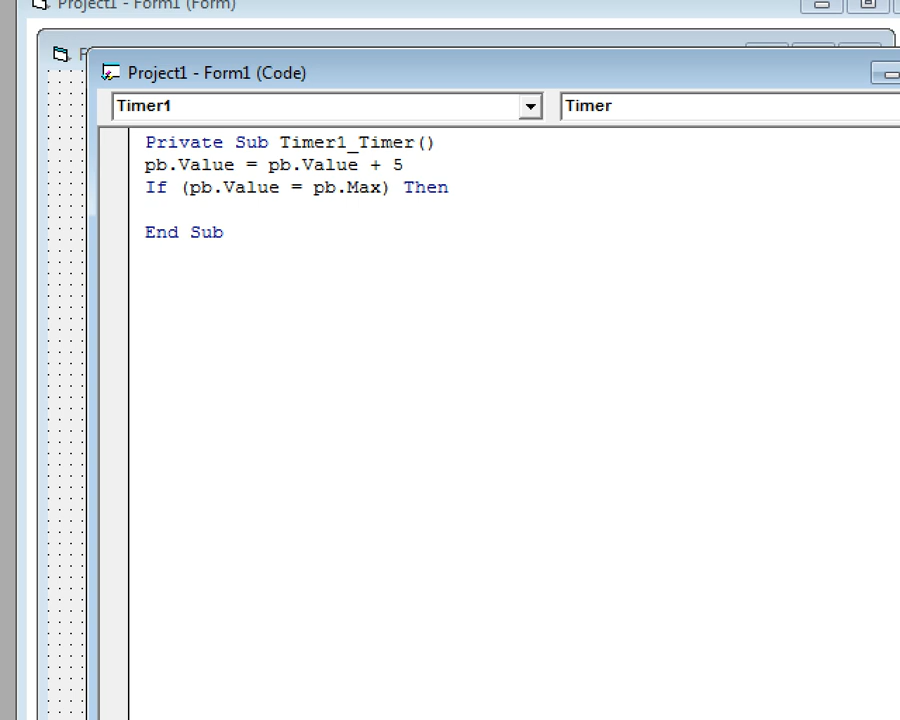 Project1 - Form1 (Form)
Project1 - Form1 (Code)
Timer1 Timer
Private Sub Timer1_Timer()
pb.Value = pb.Value + 5
If (pb.Value = pb.Max) Then
End Sub